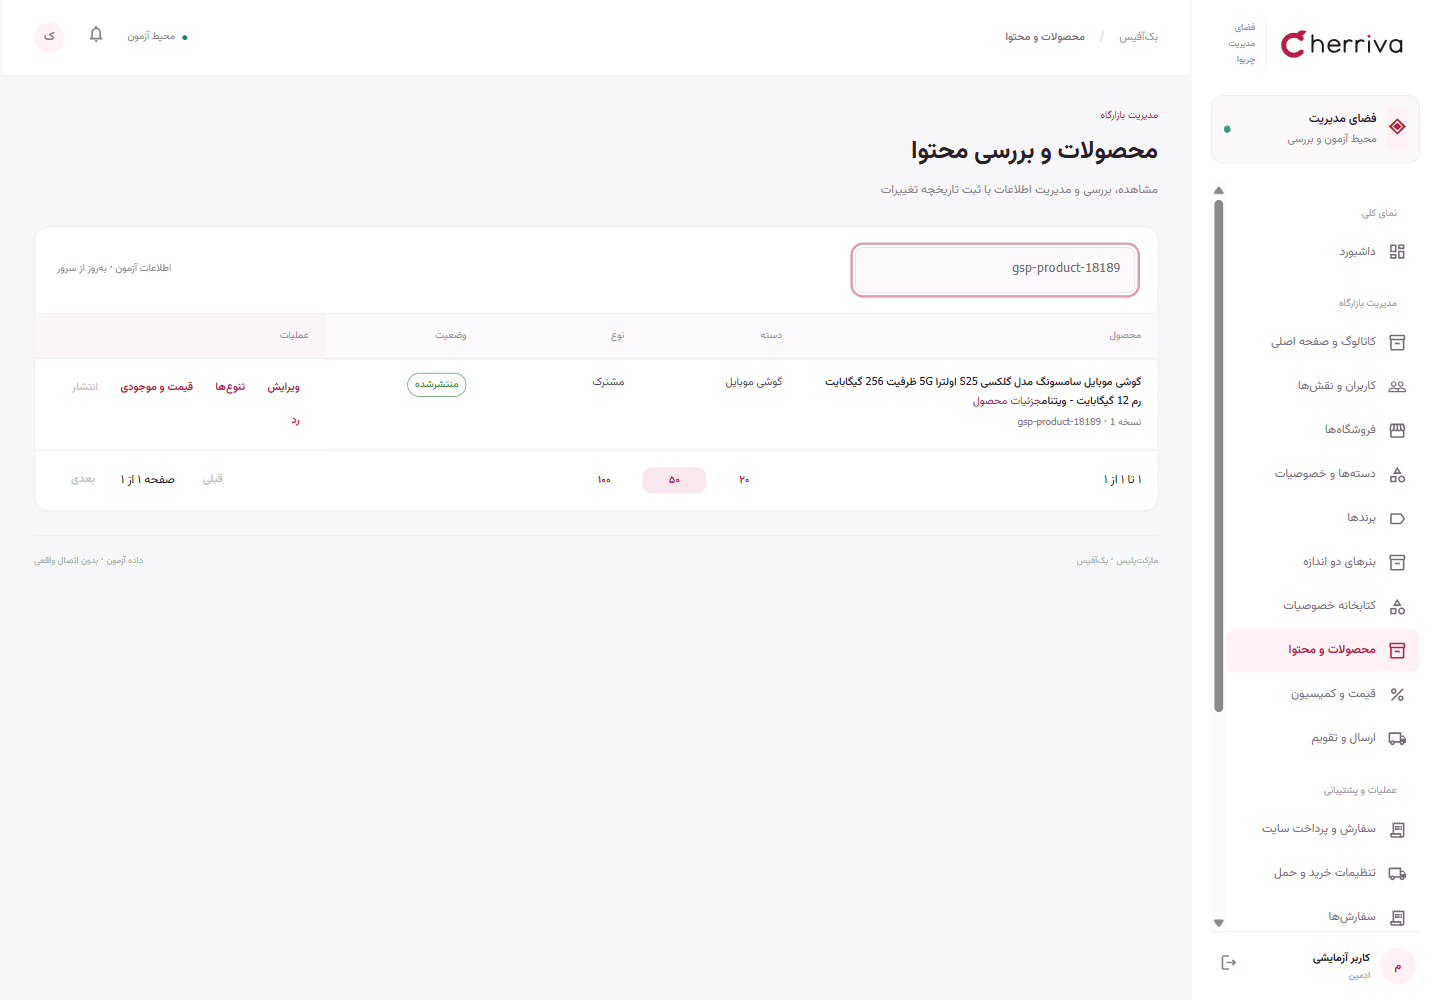 Cherriva
فضای
مدیریت
چریوا
فضای مدیریت
محیط آزمون و بررسی
نمای کلی
داشبورد
مدیریت بازارگاه
کاتالوگ و صفحه اصلی
کاربران و نقش‌ها
فروشگاه‌ها
دسته‌ها و خصوصیات
برندها
بنرهای دو اندازه
کتابخانه خصوصیات
محصولات و محتوا
قیمت و کمیسیون
ارسال و تقویم
عملیات و پشتیبانی
سفارش و پرداخت سایت
تنظیمات خرید و حمل
سفارش‌ها
م
کاربر آزمایشی
ادمین
بک‌آفیس / محصولات و محتوا
محیط آزمون
ک
مدیریت بازارگاه
محصولات و بررسی محتوا
مشاهده، بررسی و مدیریت اطلاعات با ثبت تاریخچه تغییرات
gsp-product-18189
اطلاعات آزمون · به‌روز از سرور
محصول دسته نوع وضعیت عملیات
گوشی موبایل سامسونگ مدل گلکسی S25 اولترا 5G ظرفیت 256 گیگابایت
رم 12 گیگابایت - ویتنامجزئیات محصول
نسخه 1 · gsp-product-18189
گوشی موبایل
مشترک
منتشرشده
ویرایش تنوع‌ها قیمت و موجودی انتشار
رد
۱ تا ۱ از ۱
۲۰ ۵۰ ۱۰۰
قبلی صفحه ۱ از ۱ بعدی
مارکت‌پلیس · بک‌آفیس
داده آزمون · بدون اتصال واقعی